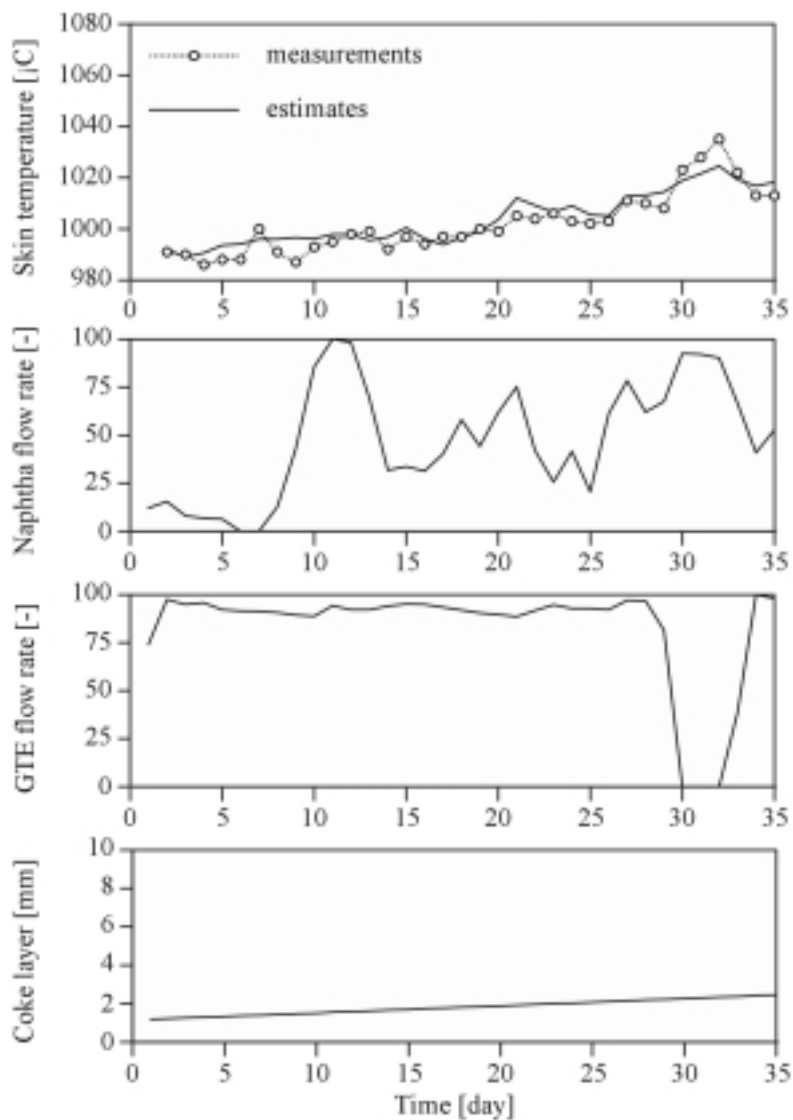 1080
1060
1040
1020
1000
980
Skin temperature [¡C]
measurements
estimates
0 5 10 15 20 25 30 35
100
75
50
25
0
Naphtha flow rate [-]
0 5 10 15 20 25 30 35
100
75
50
25
0
GTE flow rate [-]
0 5 10 15 20 25 30 35
10
8
6
4
2
0
Coke layer [mm]
0 5 10 15 20 25 30 35
Time [day]